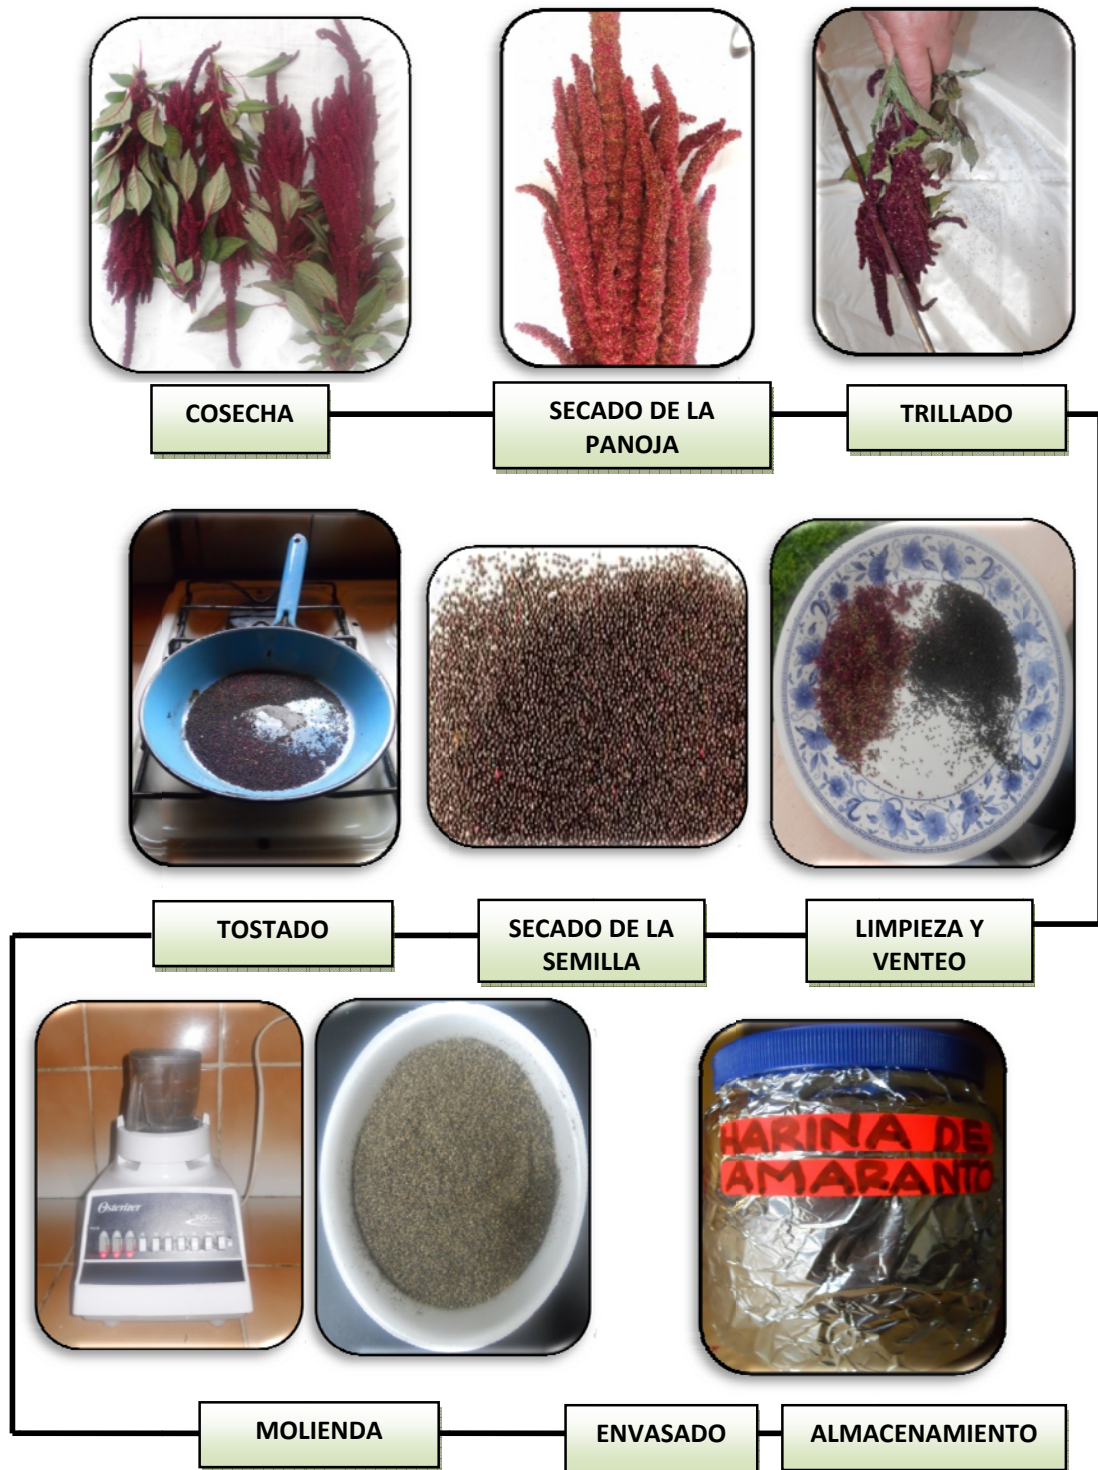 COSECHA
SECADO DE LA
PANOJA
TRILLADO
TOSTADO
SECADO DE LA
SEMILLA
LIMPIEZA Y
VENTEO
Osterizer
HARINA DE
AMARANTO
MOLIENDA
ENVASADO
ALMACENAMIENTO